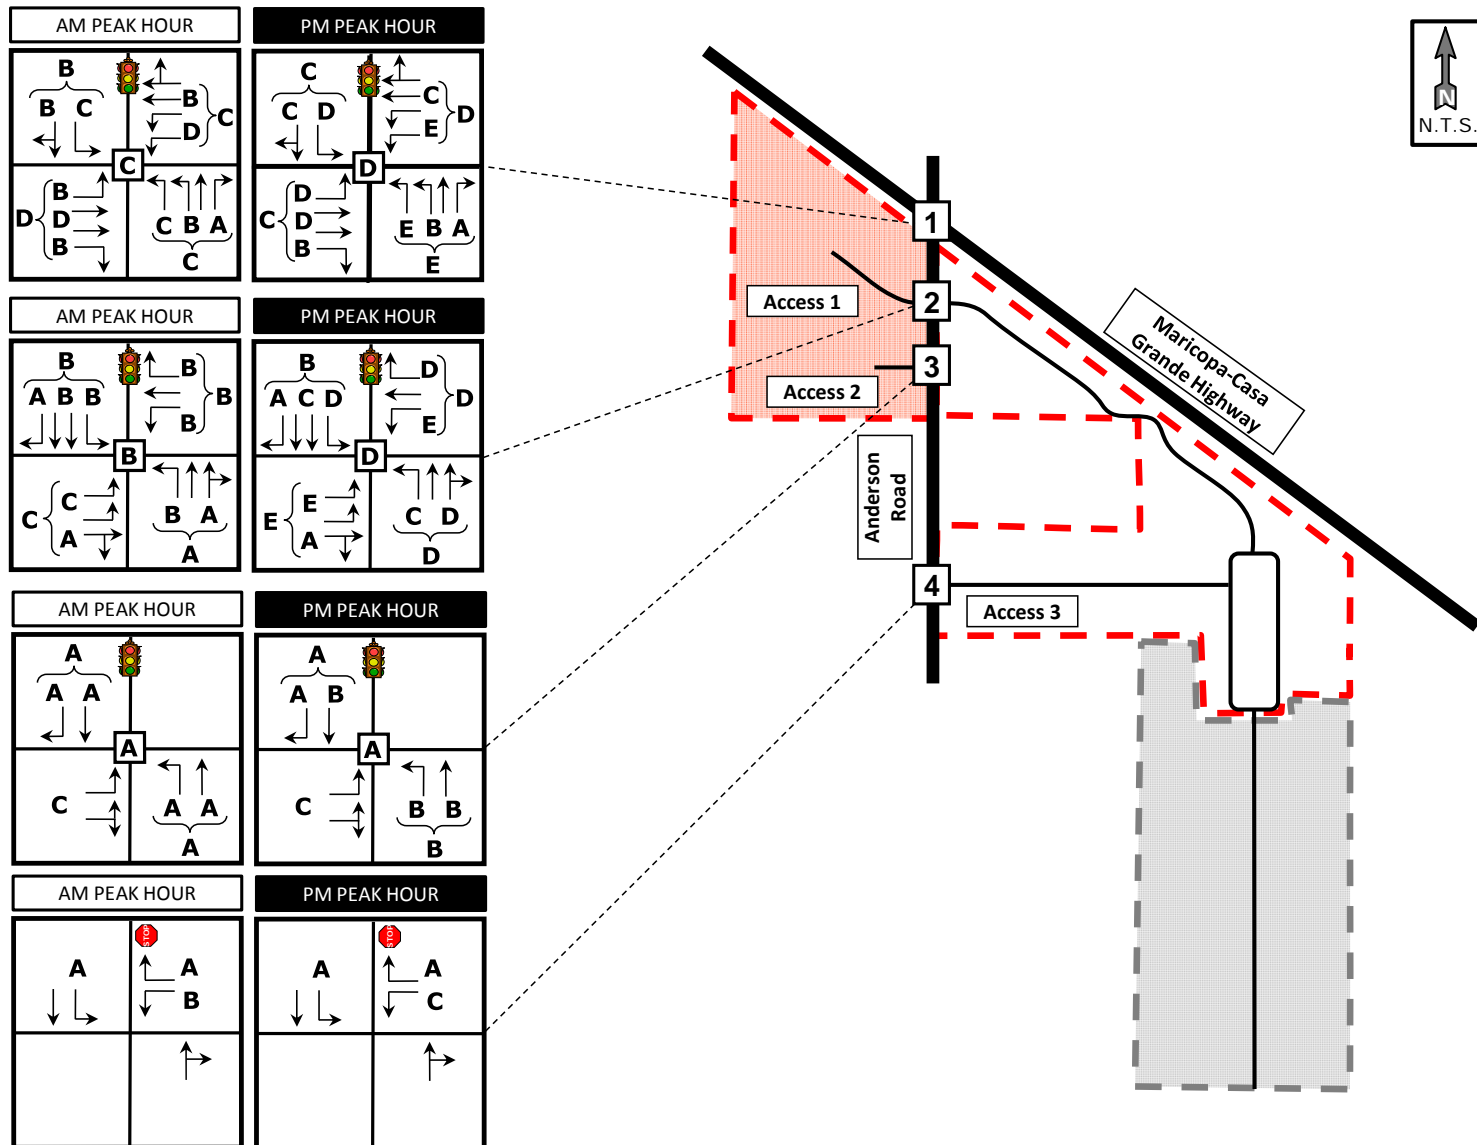 AM PEAK HOUR
PM PEAK HOUR
B
B C
B
D
C
C
B
D
B
D
C B A
C
C
C D
C
E
D
D
D
D
B
C
E B A
E
AM PEAK HOUR
PM PEAK HOUR
B
A B B
B
B
B
B
C
A
C
B A
A
B
A C D
D
E
D
D
E
A
E
C D
D
AM PEAK HOUR
PM PEAK HOUR
A
A A
A
C
A A
A
A
A B
A
C
B B
B
AM PEAK HOUR
PM PEAK HOUR
STOP
A
A
B
STOP
A
A
C
N
N.T.S.
1
2
3
4
Access 1
Access 2
Access 3
Anderson
Road
Maricopa-Casa
Grande Highway